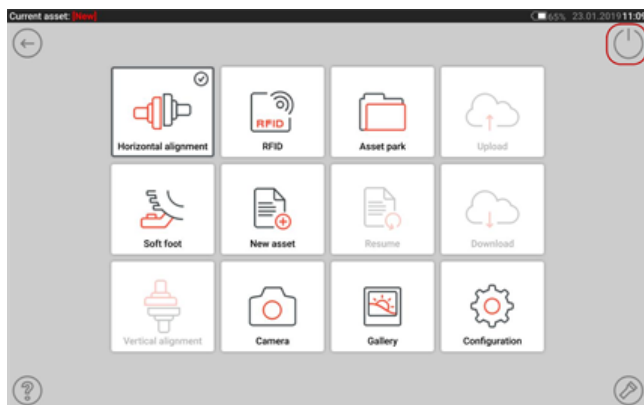 Current asset: [New]
65% 23.01.2019 11:09
Horizontal alignment
RFID
RFID
Asset park
Upload
Soft foot
New asset
Resume
Download
Vertical alignment
Camera
Gallery
Configuration
?